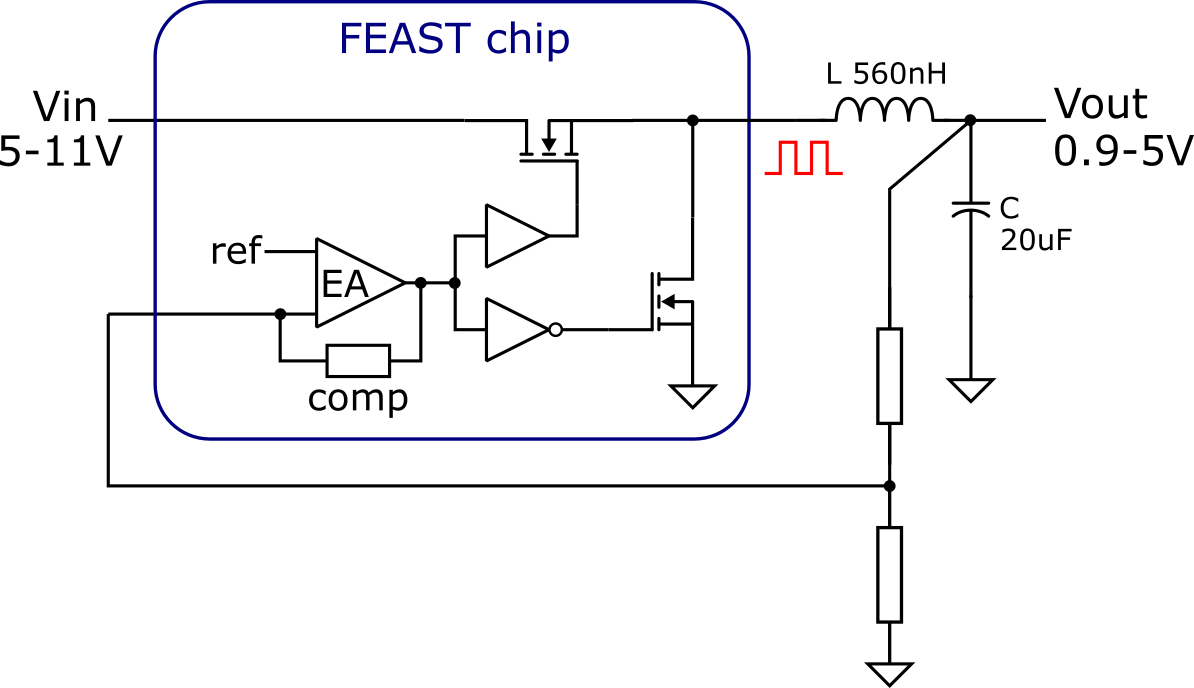 FEAST chip
L 560nH
Vin
5-11V
Vout
0.9-5V
ref
EA
C
20uF
comp